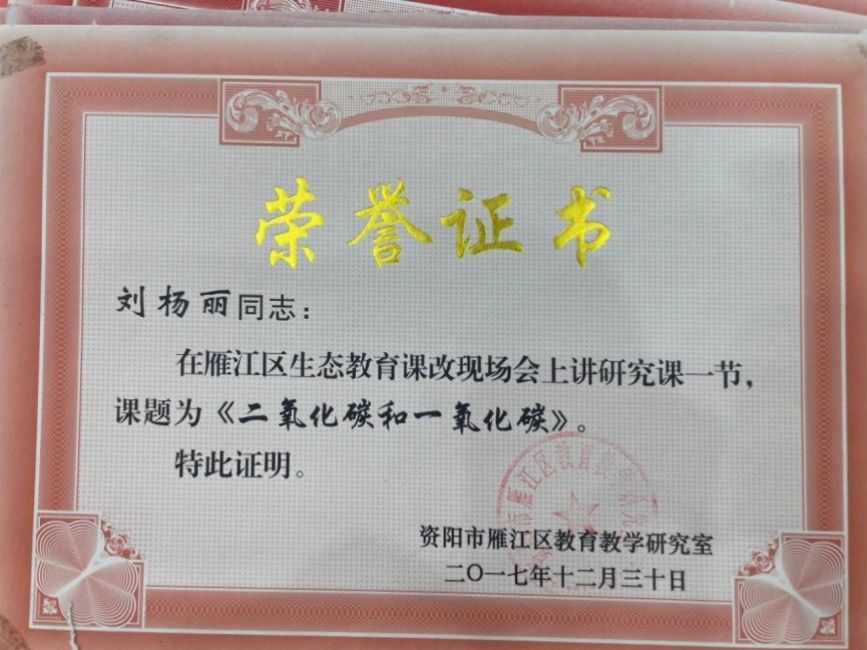 荣誉证书
刘杨丽同志：
在雁江区生态教育课改现场会上讲研究课一节，
课题为《二氧化碳和一氧化碳》。
特此证明。
资阳市雁江区教育教学研究室
二〇一七年十二月三十日